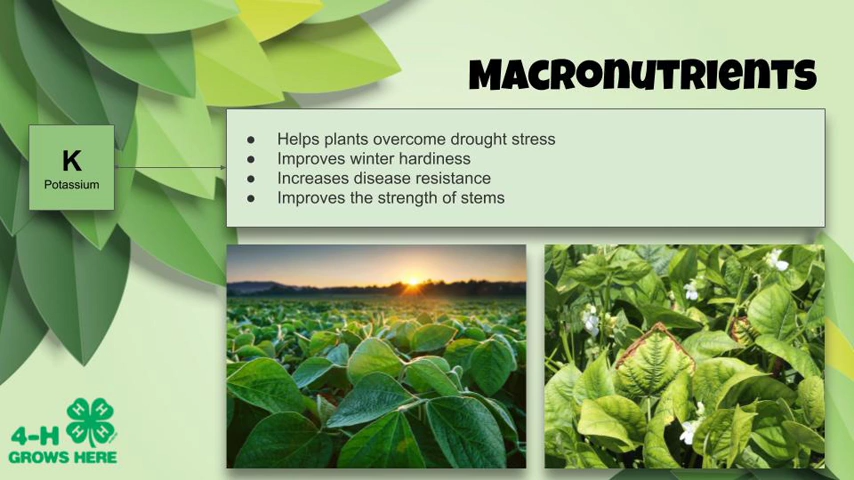 Macronutrients
K
Potassium
● Helps plants overcome drought stress
● Improves winter hardiness
● Increases disease resistance
● Improves the strength of stems
H H
H H
4-H
GROWS HERE